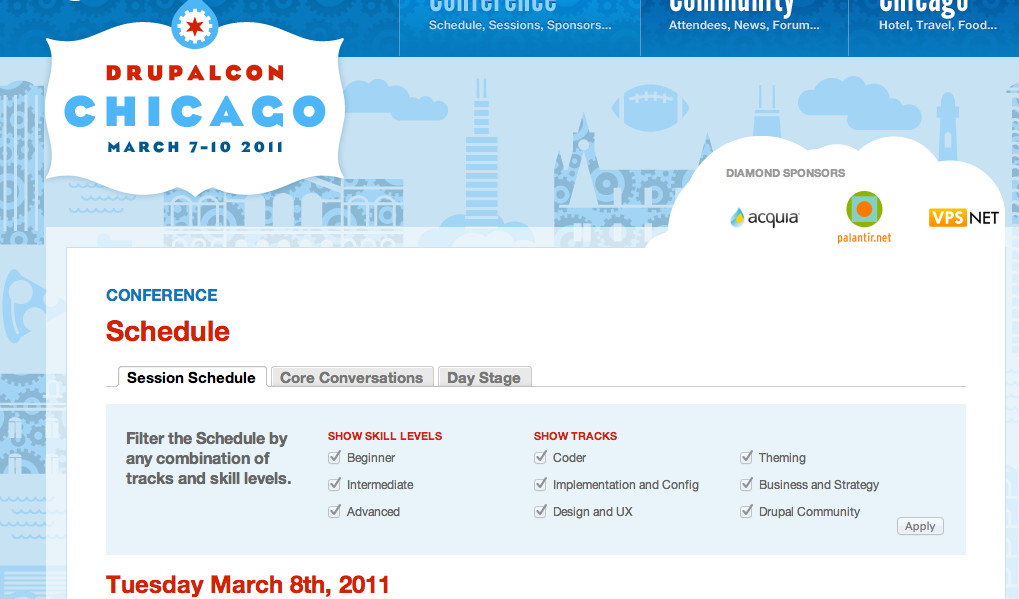 Conference
Community
Chicago
Schedule, Sessions, Sponsors...
Attendees, News, Forum...
Hotel, Travel, Food...
DRUPALCON
CHICAGO
MARCH 7-10 2011
DIAMOND SPONSORS
acquia
palantir.net
VPS NET
CONFERENCE
Schedule
Session Schedule
Core Conversations
Day Stage
Filter the Schedule by
any combination of
tracks and skill levels.
SHOW SKILL LEVELS
Beginner
Intermediate
Advanced
SHOW TRACKS
Coder
Implementation and Config
Design and UX
Theming
Business and Strategy
Drupal Community
Apply
Tuesday March 8th, 2011